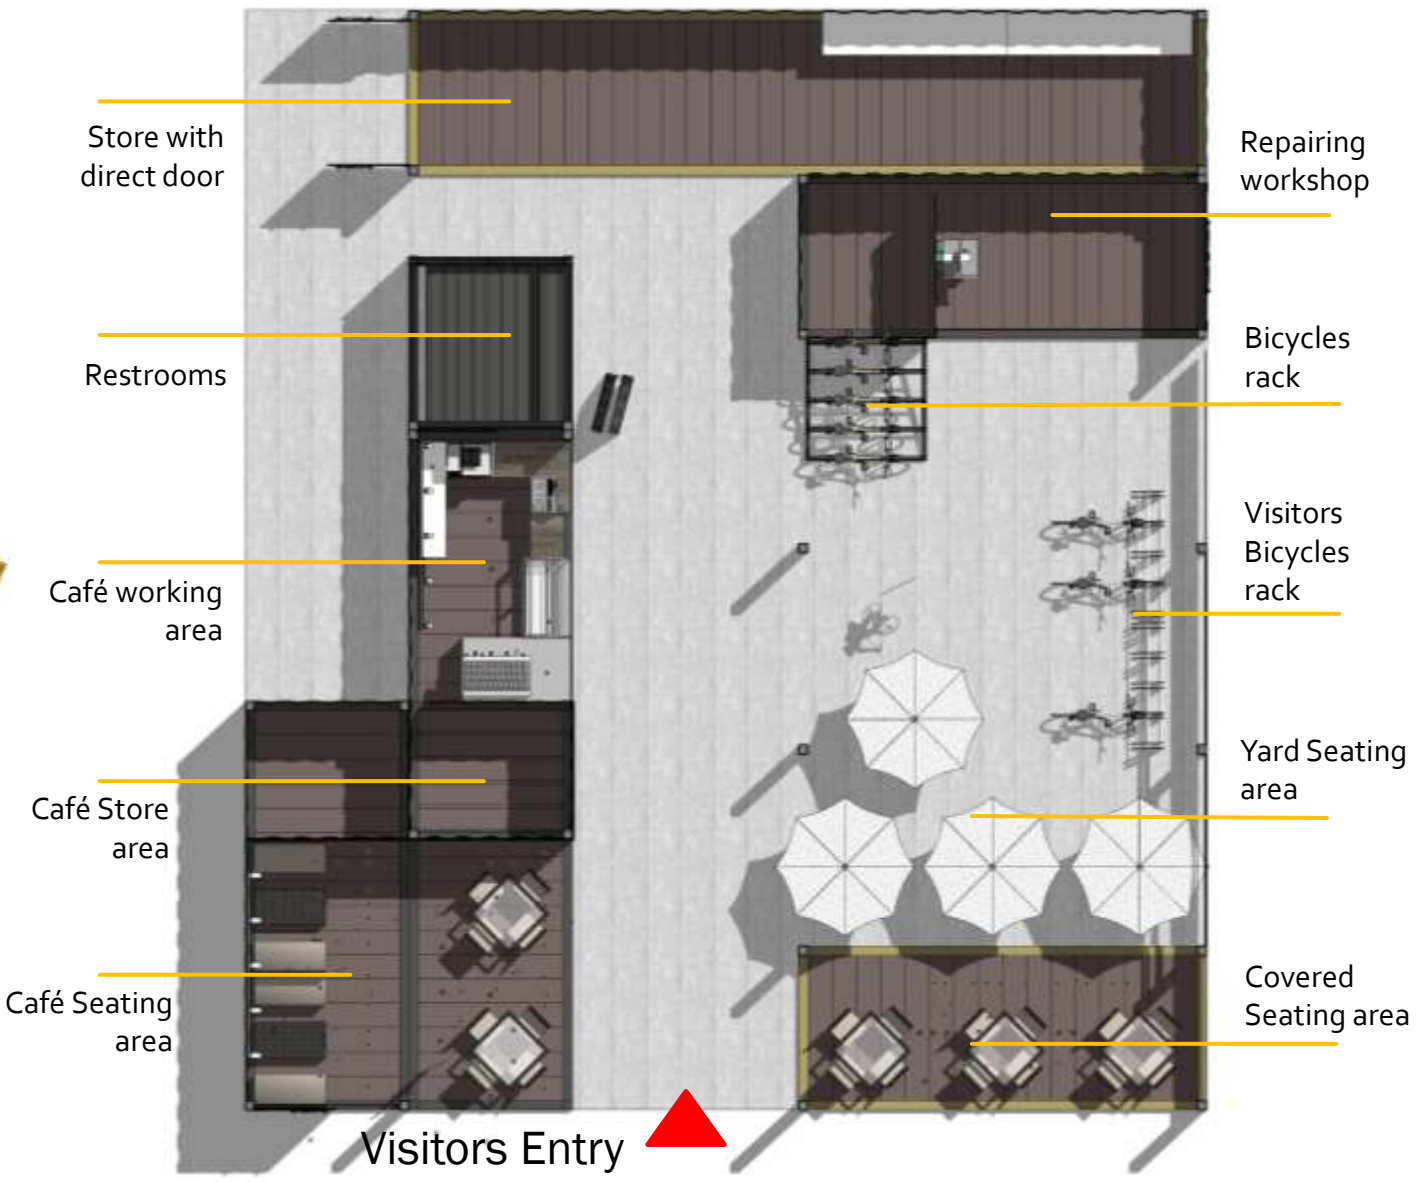 Store with
direct door
Restrooms
Café working
area
Café Store
area
Café Seating
area
Repairing
workshop
Bicycles
rack
Visitors
Bicycles
rack
Yard Seating
area
Covered
Seating area
Visitors Entry